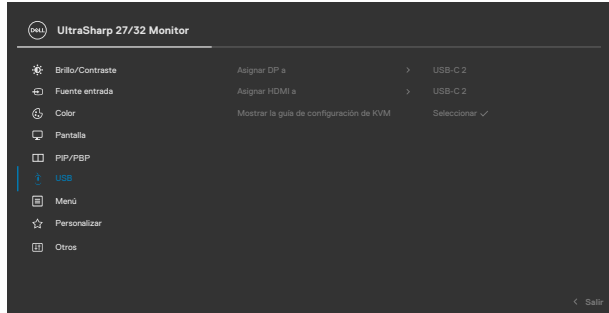 DELL
UltraSharp 27/32 Monitor
Brillo/Contraste
Asignar DP a > USB-C 2
Fuente entrada
Asignar HDMI a > USB-C 2
Color
Mostrar la guía de configuración de KVM Seleccionar ✓
Pantalla
PIP/PBP
USB
Menú
Personalizar
Otros
< Salir